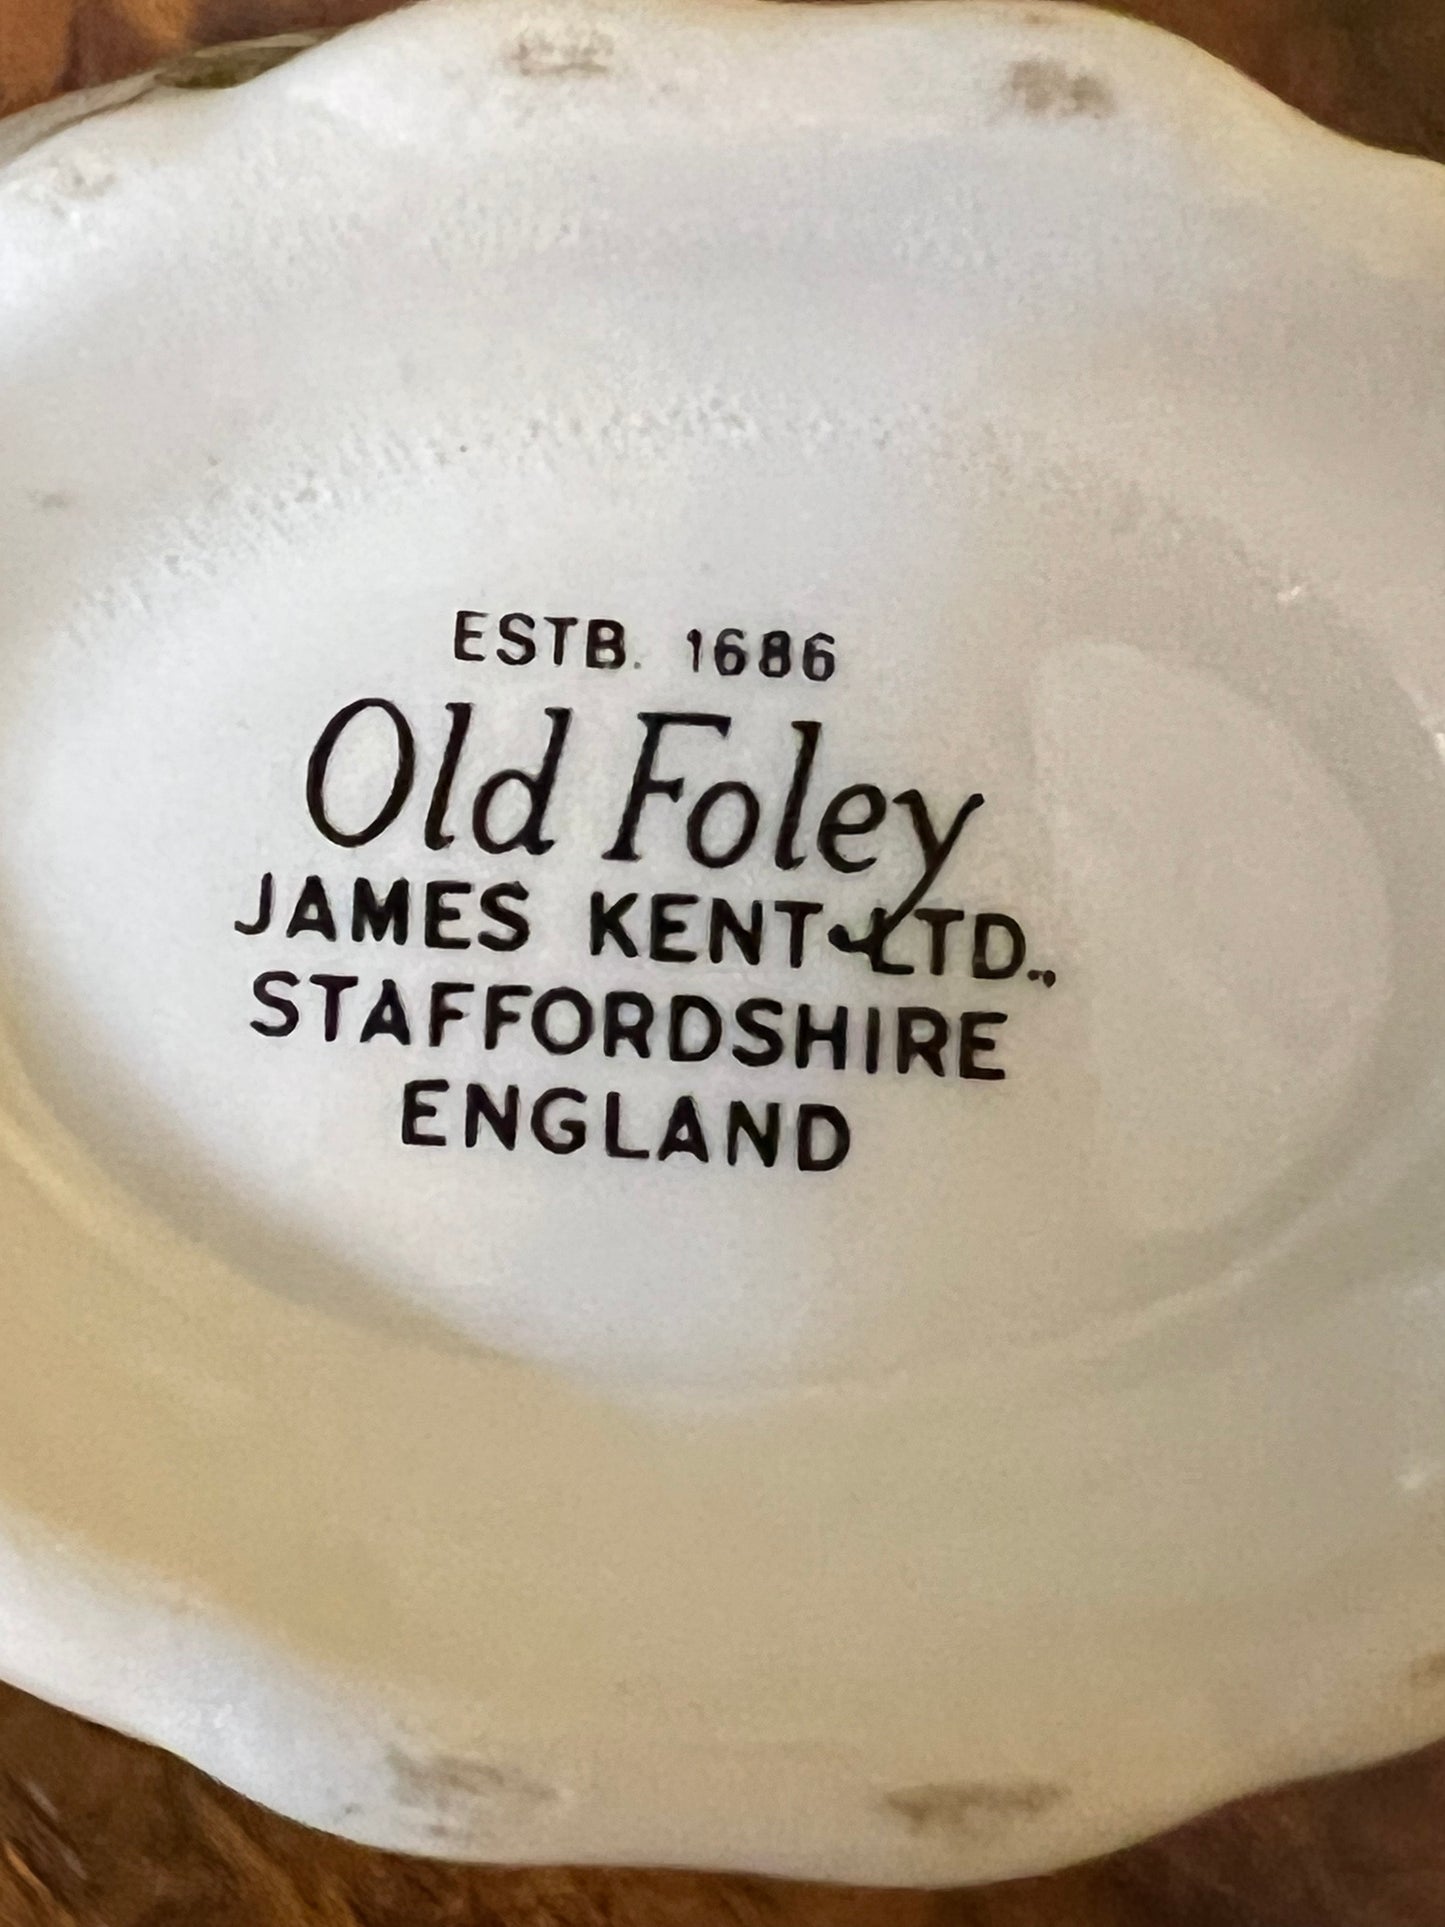 ESTB. 1686
Old Foley
JAMES KENT LTD.,
STAFFORDSHIRE
ENGLAND